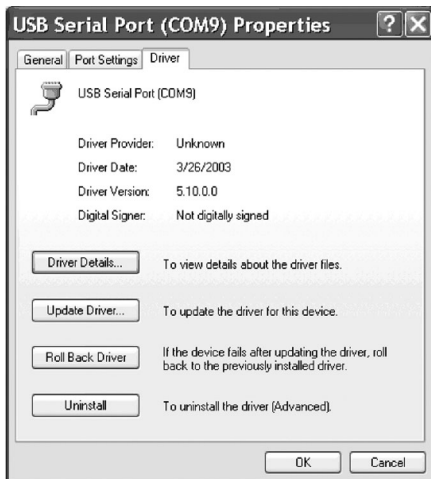 USB Serial Port (COM9) Properties
General Port Settings Driver
USB Serial Port (COM9)
Driver Provider: Unknown
Driver Date: 3/26/2003
Driver Version: 5.10.0.0
Digital Signer: Not digitally signed
Driver Details... To view details about the driver files.
Update Driver... To update the driver for this device.
Roll Back Driver If the device fails after updating the driver, roll
back to the previously installed driver.
Uninstall To uninstall the driver (Advanced).
OK Cancel